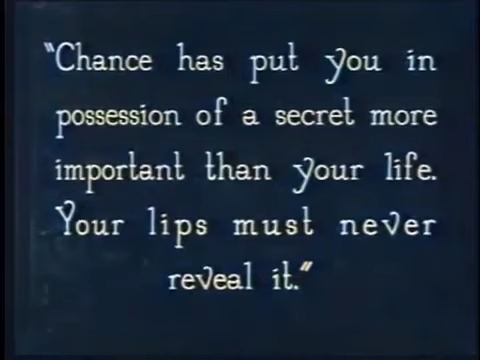 "Chance has put you in
possession of a secret more
important than your life.
Your lips must never
reveal it."